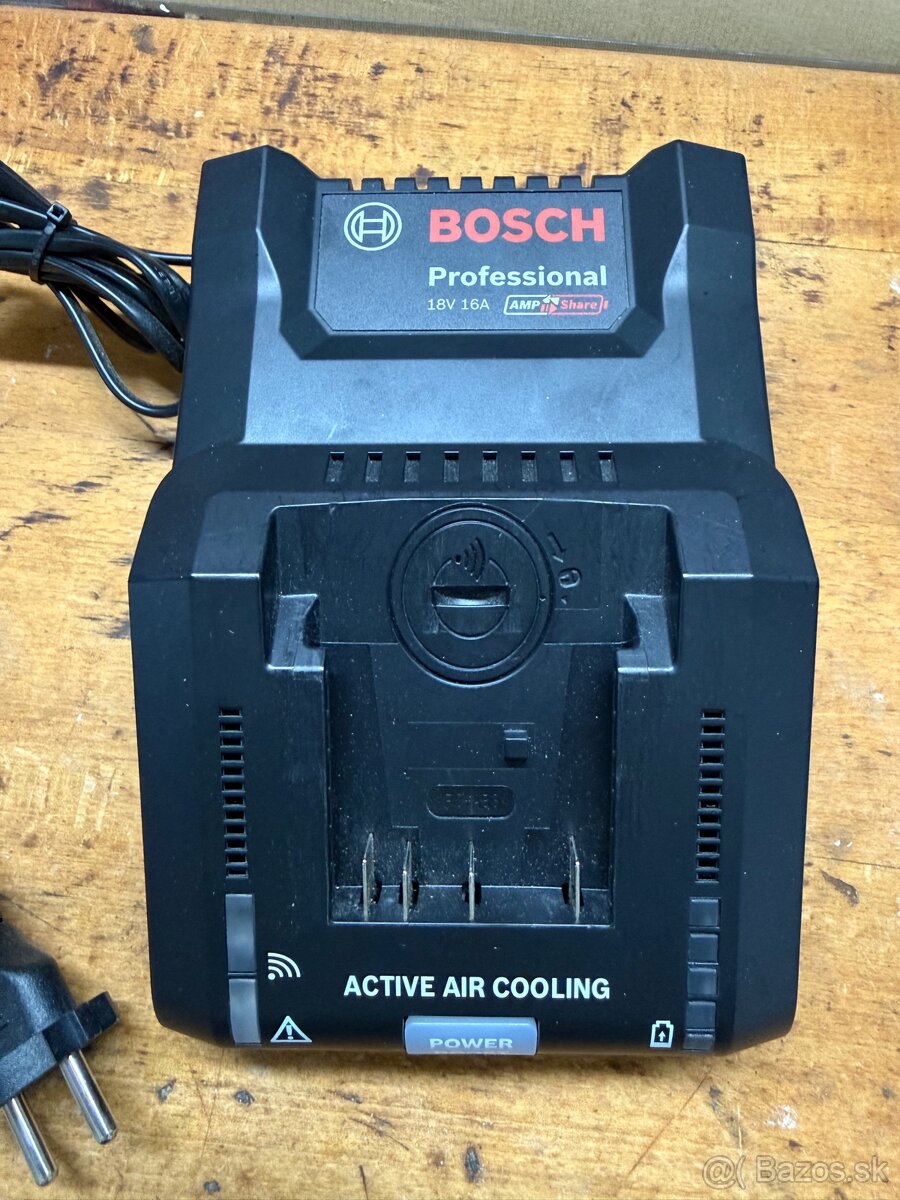 BOSCH
Professional
18V 16A AMP Share
ACTIVE AIR COOLING
POWER
@( Bazos.sk